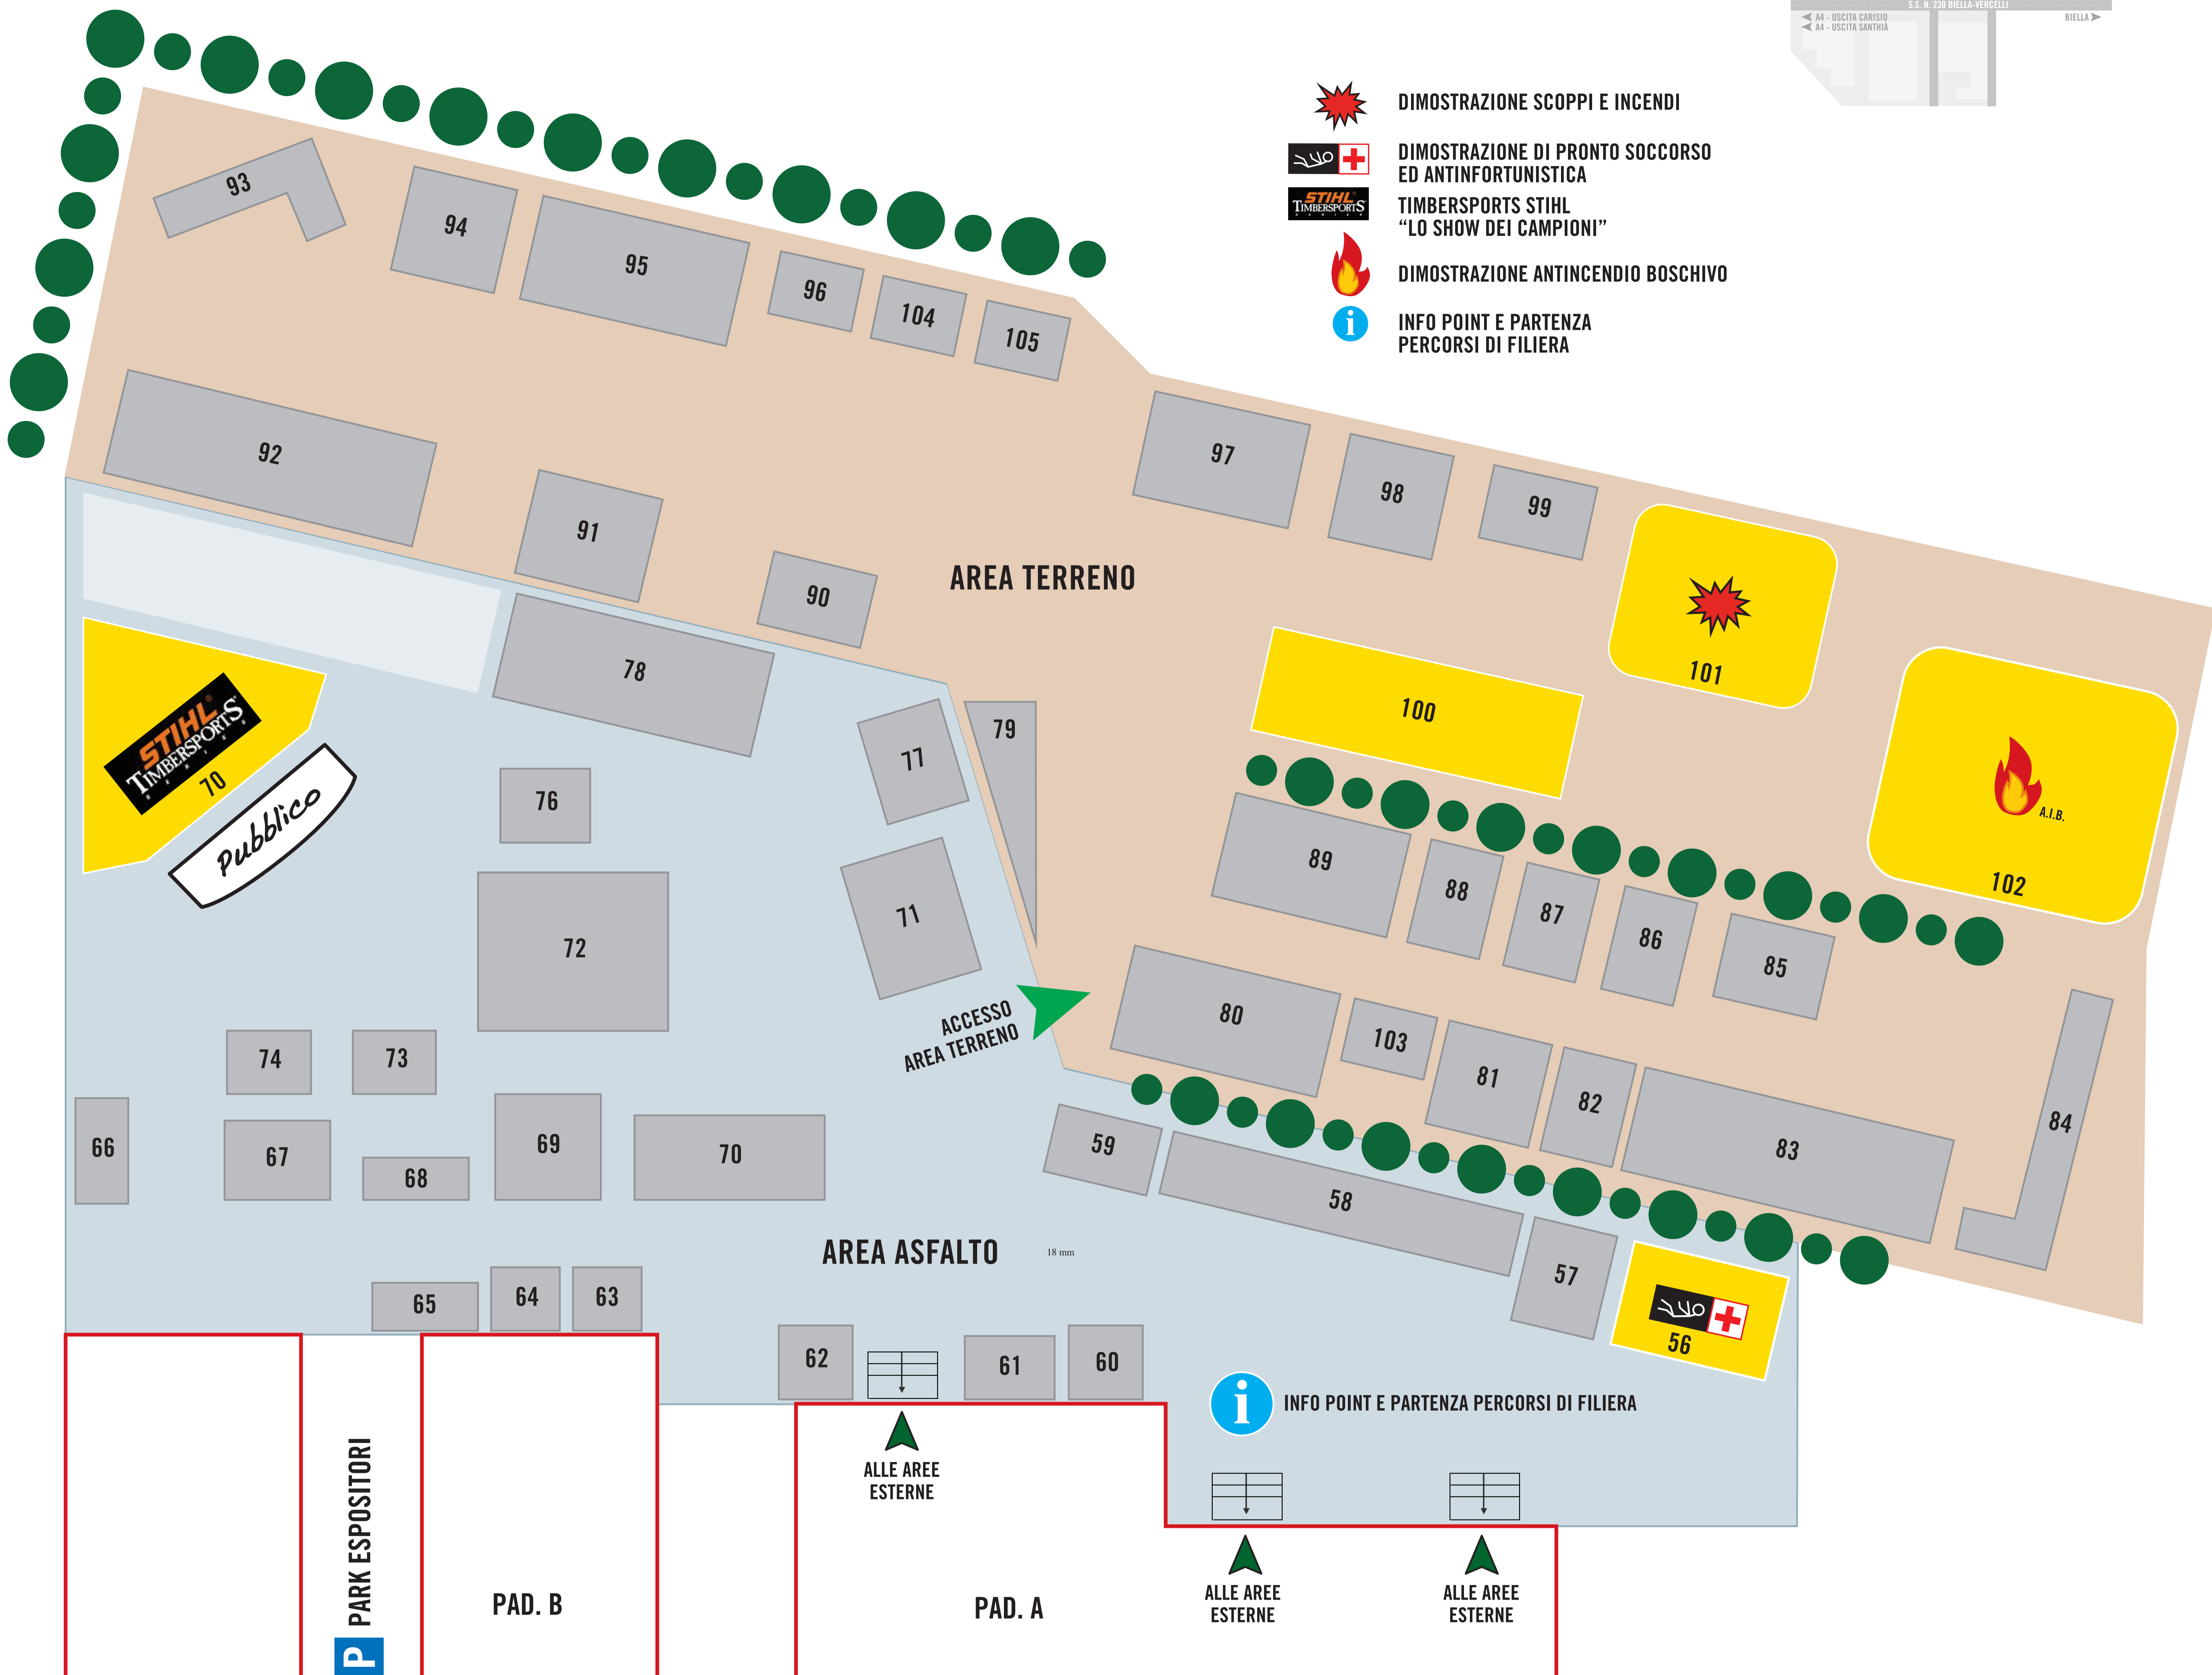 S.S. N. 230 BIELLA-VERCELLI
A4 - USCITA CARISIO
A4 - USCITA SANTHIÀ
BIELLA
DIMOSTRAZIONE SCOPPI E INCENDI
DIMOSTRAZIONE DI PRONTO SOCCORSO
ED ANTINFORTUNISTICA
STIHL®
TIMBERSPORTS
SERIES
TIMBERSPORTS STIHL
“LO SHOW DEI CAMPIONI”
DIMOSTRAZIONE ANTINCENDIO BOSCHIVO
i
INFO POINT E PARTENZA
PERCORSI DI FILIERA
93
94
95
96
104
105
92
91
90
97
98
99
AREA TERRENO
101
100
A.I.B.
102
78
79
77
76
STIHL®
TIMBERSPORTS
70
Pubblico
71
72
89
88
87
86
85
80
103
81
82
83
84
ACCESSO
AREA TERRENO
74
73
66
67
68
69
70
59
58
57
56
AREA ASFALTO
18 mm
65
64
63
62
61
60
i
INFO POINT E PARTENZA PERCORSI DI FILIERA
ALLE AREE
ESTERNE
ALLE AREE
ESTERNE
ALLE AREE
ESTERNE
P PARK ESPOSITORI
PAD. B
PAD. A